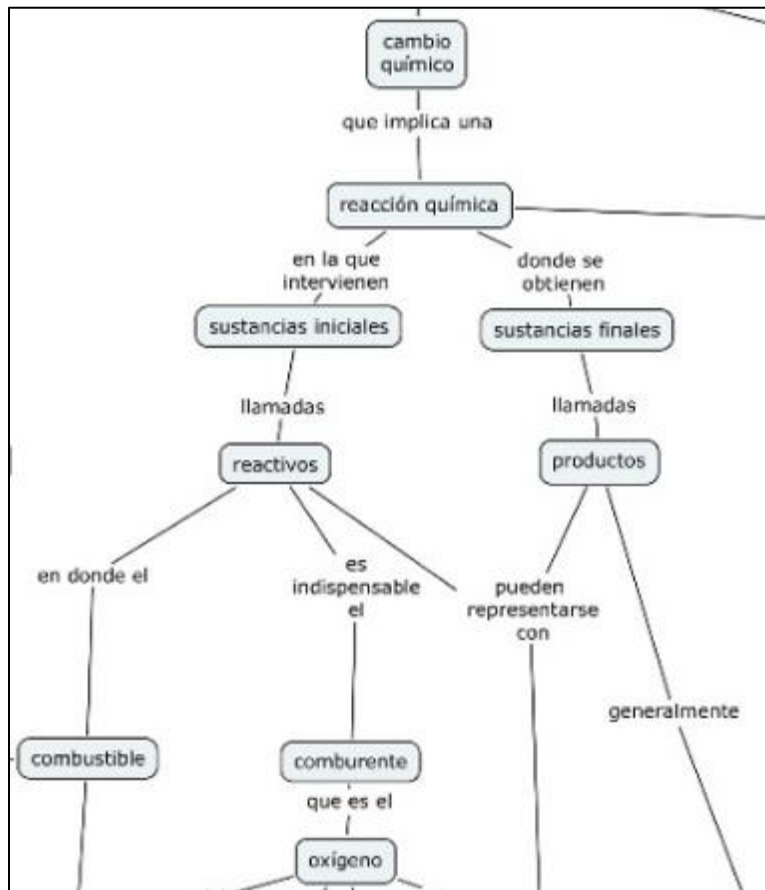 cambio
químico
que implica una
reacción química
en la que
intervienen
donde se
obtienen
sustancias iniciales
sustancias finales
llamadas
llamadas
reactivos
productos
en donde el
es
indispensable
el
pueden
representarse
con
generalmente
combustible
comburente
que es el
oxígeno